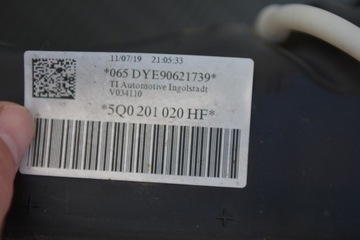 11/07/19 21:05:33
*065 DYE90621739*
TI Automotive Ingolstadt
V034110
*5Q0 201 020 HF*